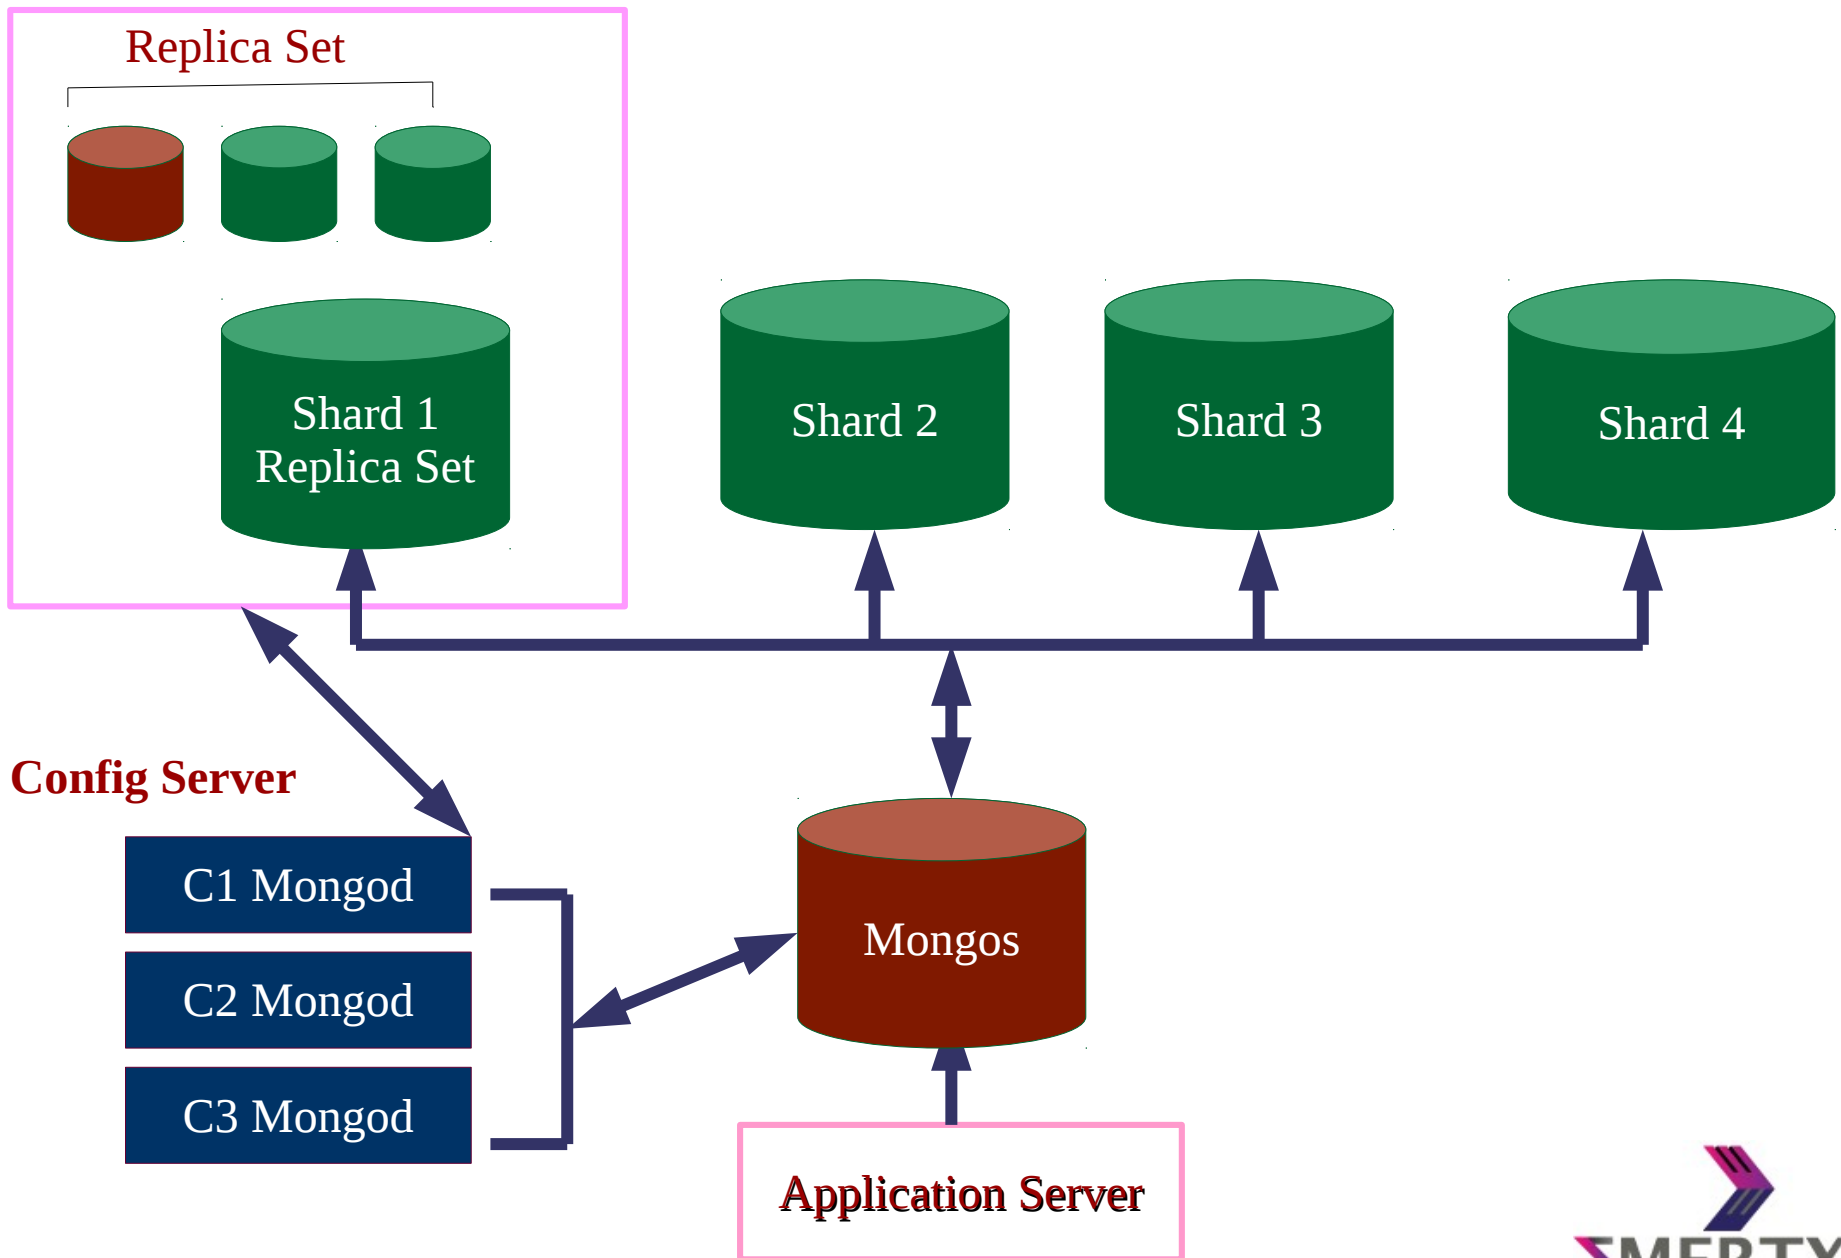 Replica Set
Shard 1
Replica Set
Shard 2
Shard 3
Shard 4
Config Server
C1 Mongod
C2 Mongod
C3 Mongod
Mongos
Application Server